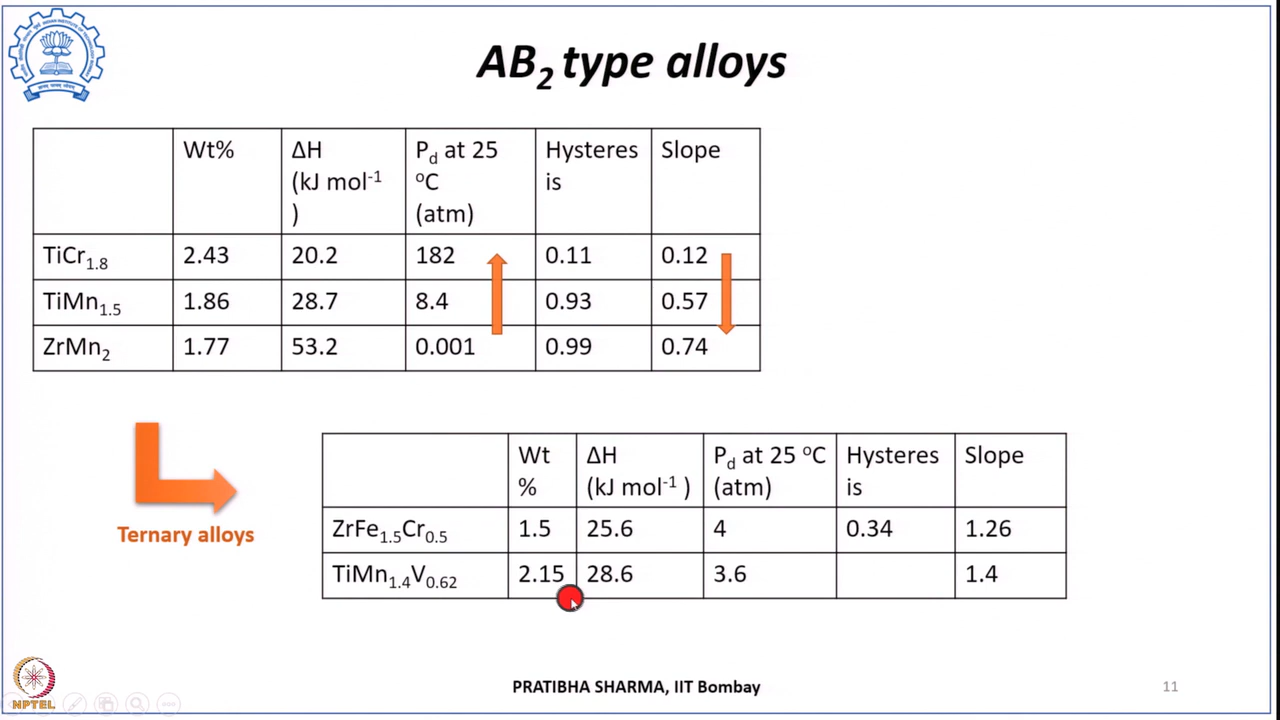 AB₂ type alloys
Wt% ΔH Pd at 25 Hysteres Slope
(kJ mol⁻¹ ᵒC is
) (atm)
TiCr₁.₈ 2.43 20.2 182 0.11 0.12
TiMn₁.₅ 1.86 28.7 8.4 0.93 0.57
ZrMn₂ 1.77 53.2 0.001 0.99 0.74
Wt ΔH Pd at 25 ᵒC Hysteres Slope
% (kJ mol⁻¹ ) (atm) is
Ternary alloys
ZrFe₁.₅Cr₀.₅ 1.5 25.6 4 0.34 1.26
TiMn₁.₄V₀.₆₂ 2.15 28.6 3.6 1.4
NPTEL
PRATIBHA SHARMA, IIT Bombay
11